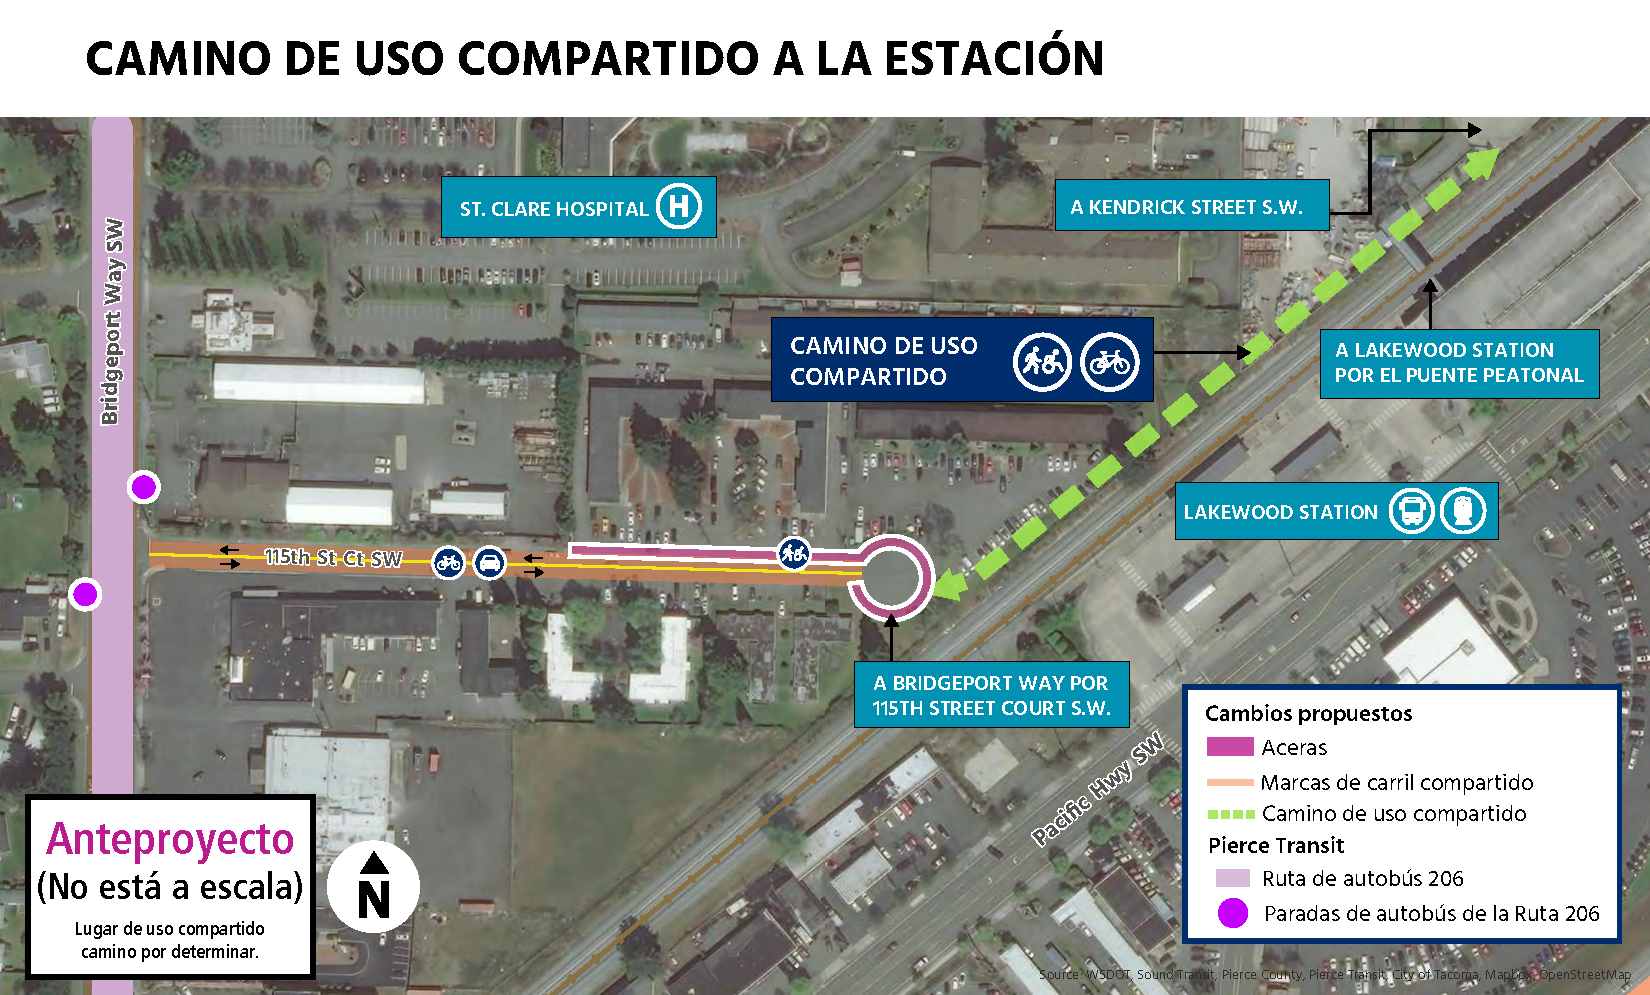 CAMINO DE USO COMPARTIDO A LA ESTACIÓN
Bridgeport Way SW
ST. CLARE HOSPITAL H
A KENDRICK STREET S.W.
CAMINO DE USO
COMPARTIDO
A LAKEWOOD STATION
POR EL PUENTE PEATONAL
LAKEWOOD STATION
115th St Ct SW
A BRIDGEPORT WAY POR
115TH STREET COURT S.W.
Pacific Hwy SW
Cambios propuestos
Aceras
Marcas de carril compartido
Camino de uso compartido
Pierce Transit
Ruta de autobús 206
Paradas de autobús de la Ruta 206
Anteproyecto
(No está a escala)
Lugar de uso compartido
camino por determinar.
N
Source: WSDOT, Sound Transit, Pierce County, Pierce Transit, City of Tacoma, Mapbox, OpenStreetMap